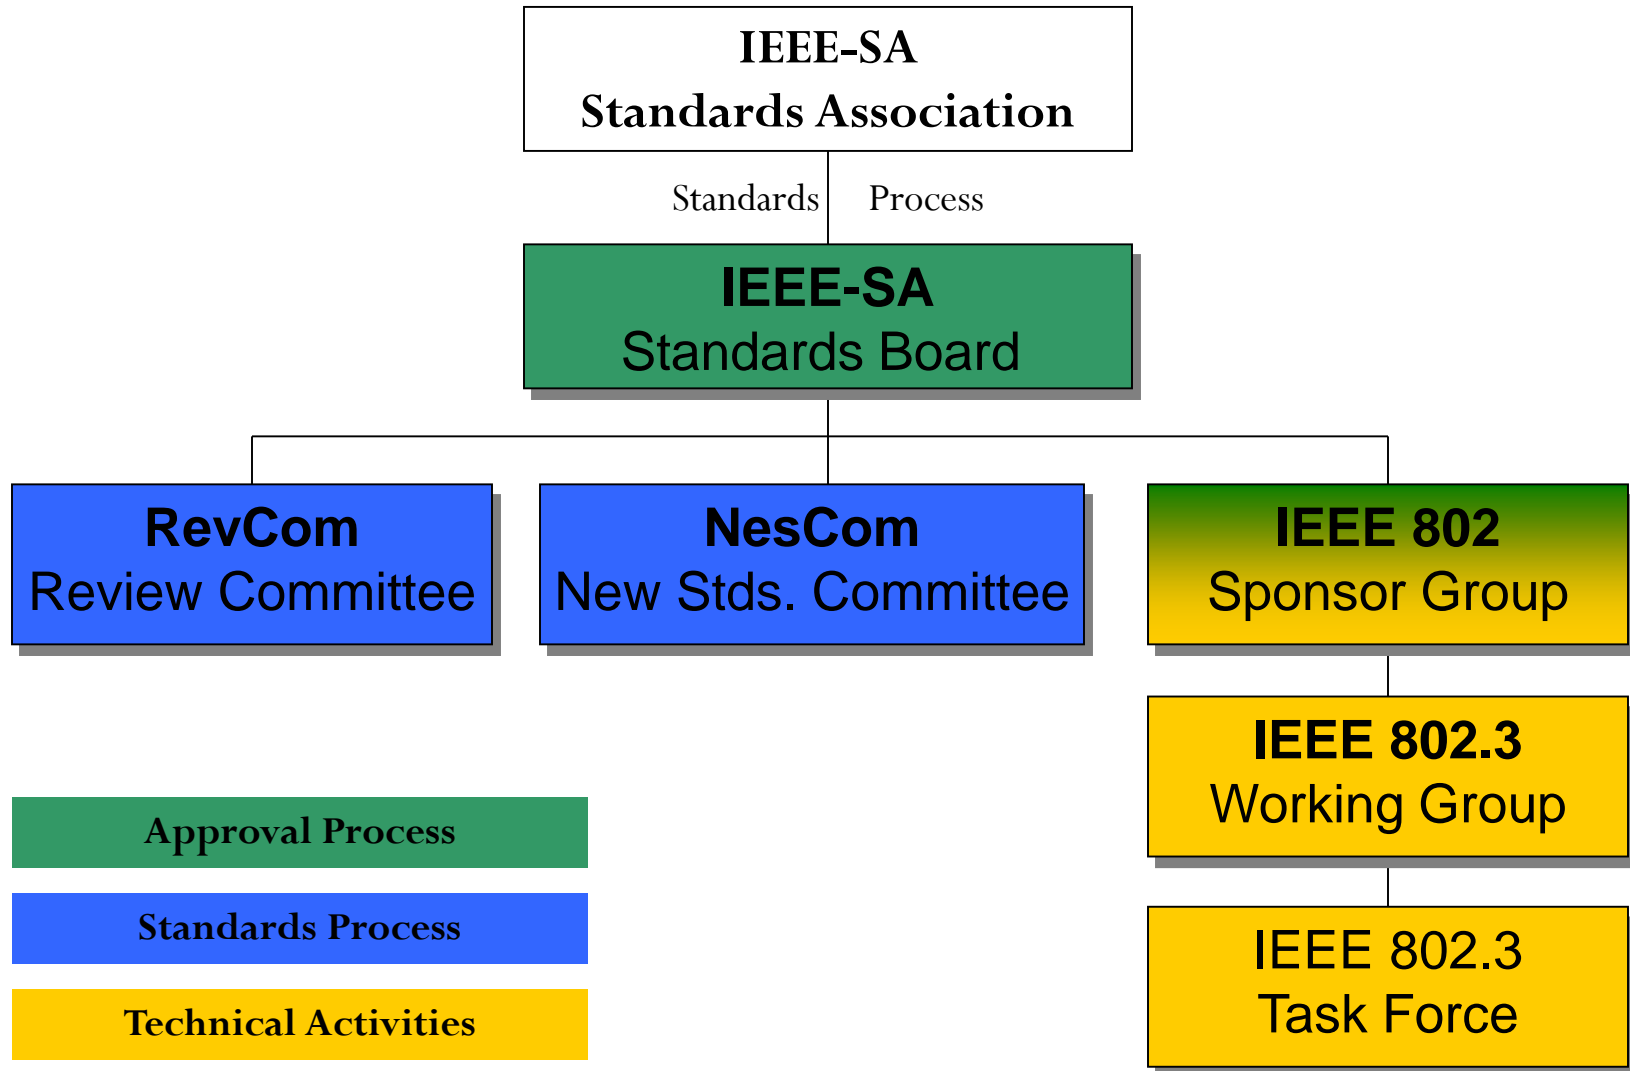 IEEE-SA
Standards Association
Standards Process
IEEE-SA
Standards Board
RevCom
Review Committee
NesCom
New Stds. Committee
IEEE 802
Sponsor Group
IEEE 802.3
Working Group
IEEE 802.3
Task Force
Approval Process
Standards Process
Technical Activities